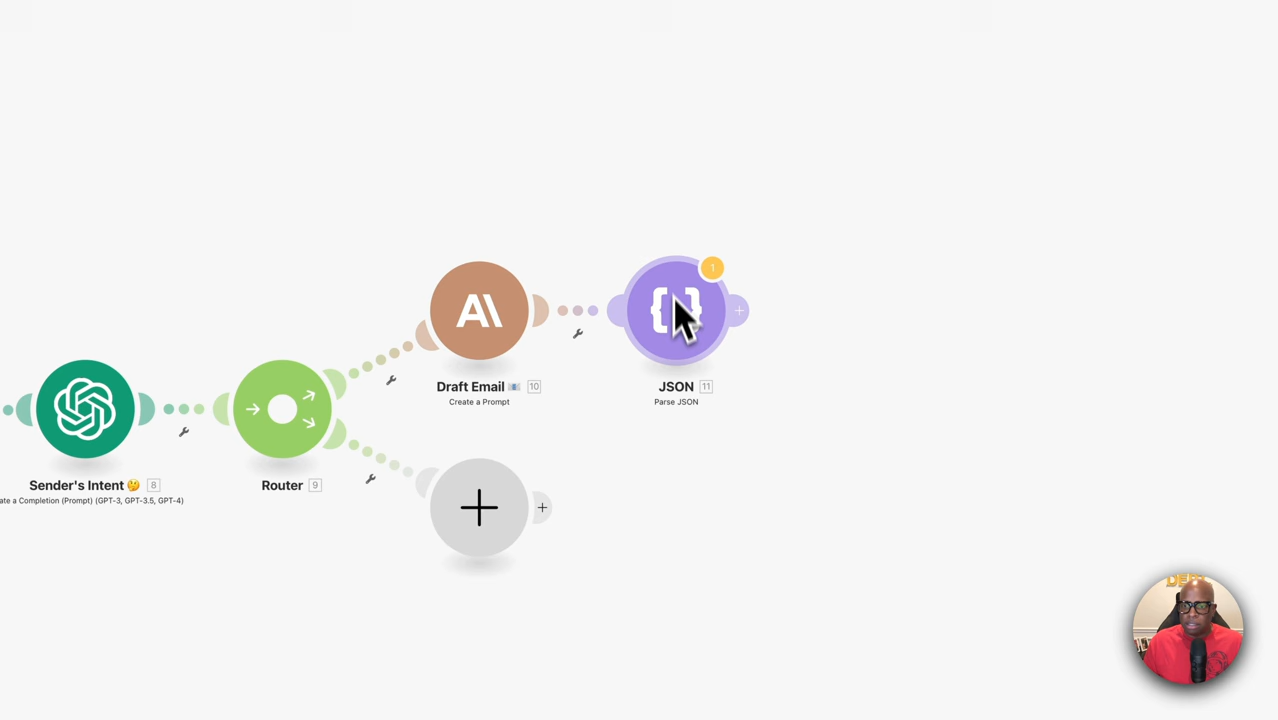 1
A\
{ }
Draft Email 10
Create a Prompt
JSON 11
Parse JSON
Sender's Intent 🤔 8
ate a Completion (Prompt) (GPT-3, GPT-3.5, GPT-4)
Router 9